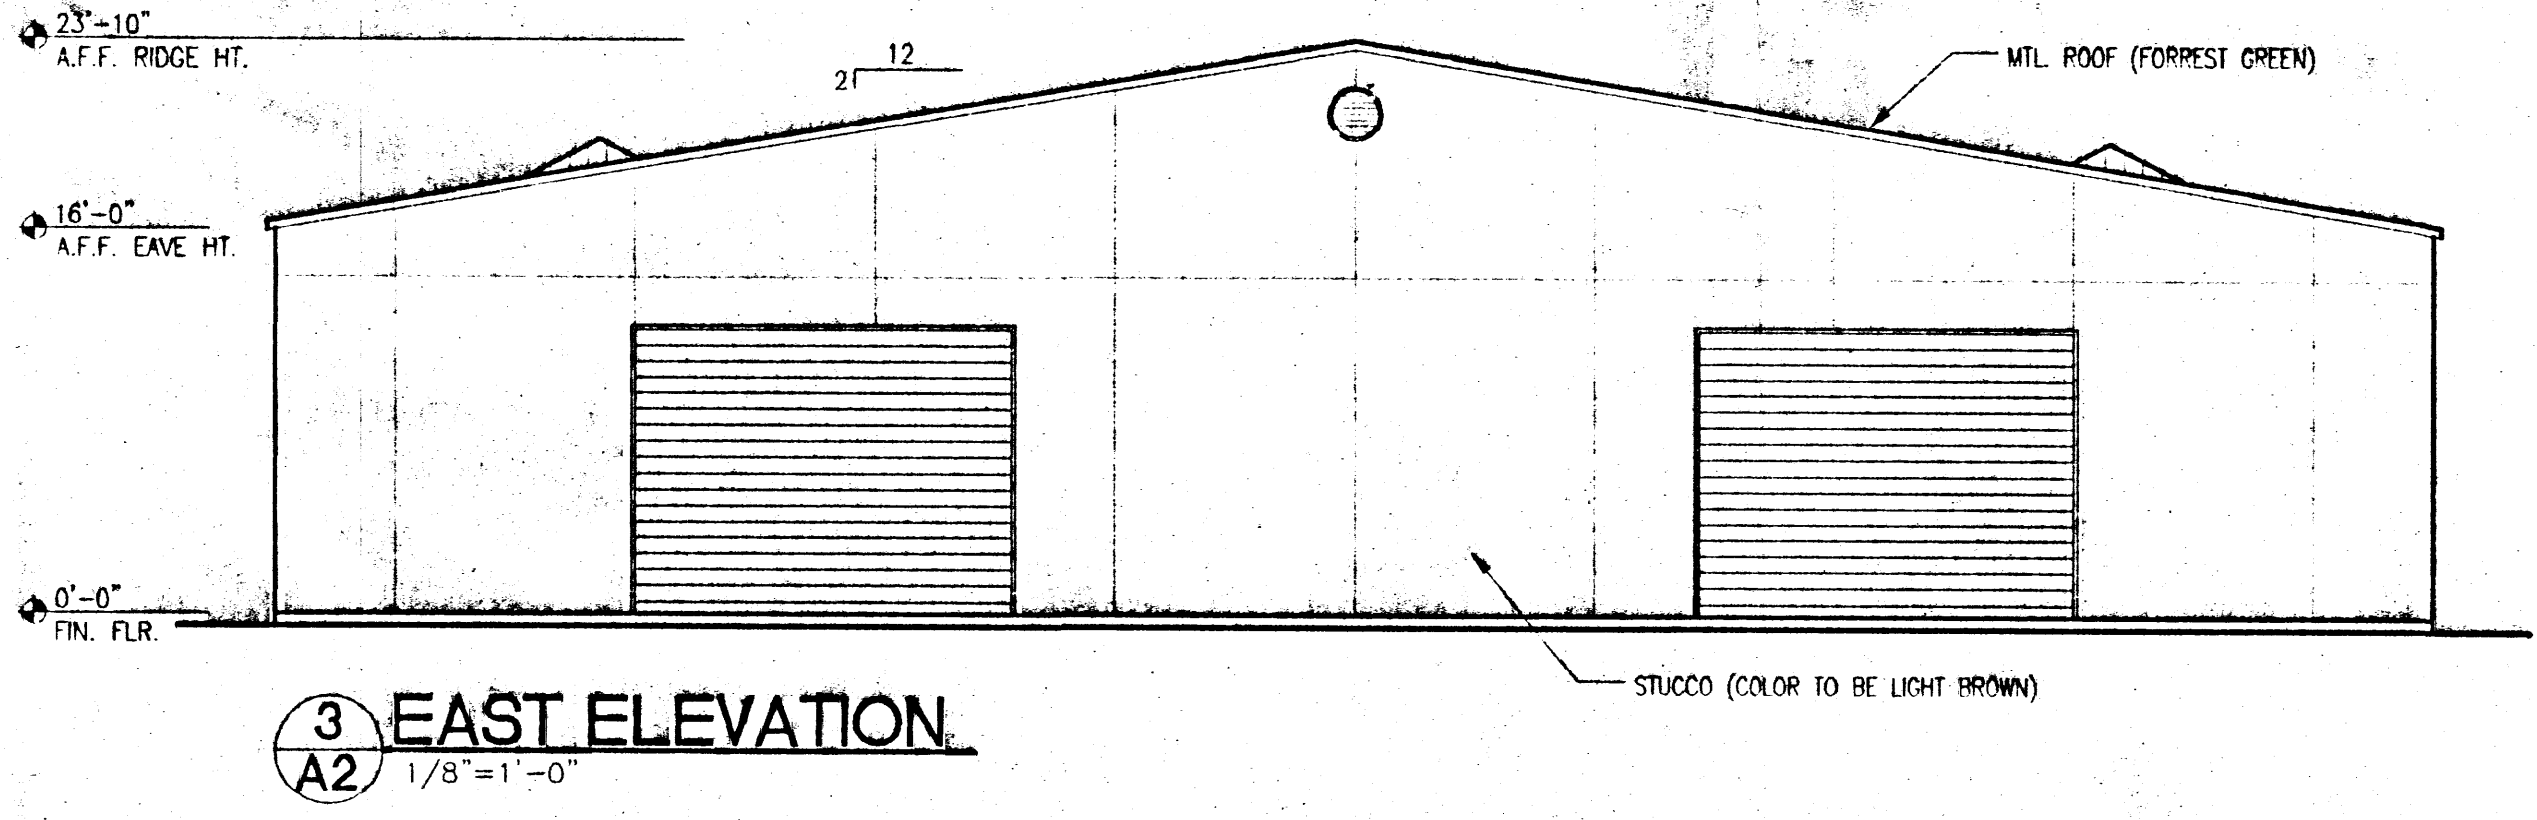 23'-10"
A.F.F. RIDGE HT.
12
2
MTL. ROOF (FORREST GREEN)
16'-0"
A.F.F. EAVE HT.
0'-0"
FIN. FLR.
STUCCO (COLOR TO BE LIGHT BROWN)
3
A2
EAST ELEVATION
1/8"=1'-0"